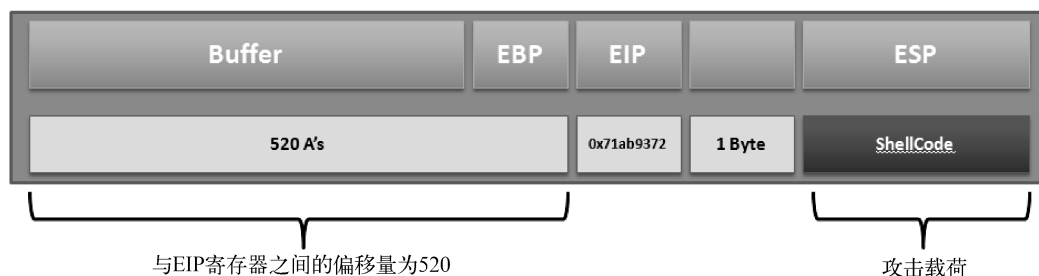 Buffer
EBP
EIP
ESP
520 A's
0x71ab9372
1 Byte
ShellCode
与EIP寄存器之间的偏移量为520
攻击载荷